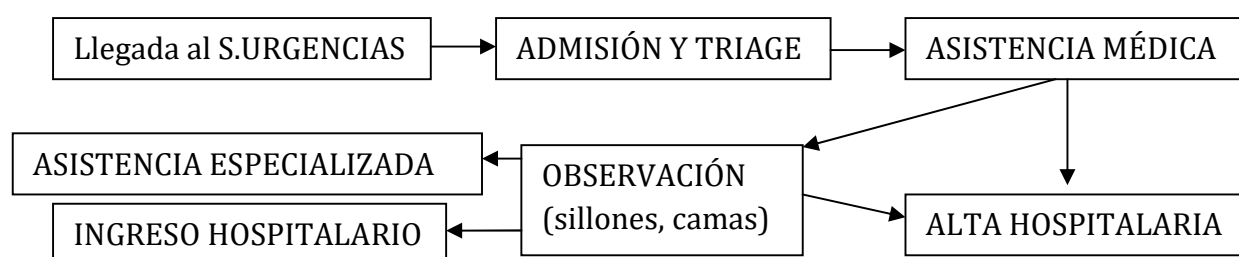 Llegada al S.URGENCIAS
ADMISIÓN Y TRIAGE
ASISTENCIA MÉDICA
ASISTENCIA ESPECIALIZADA
OBSERVACIÓN
(sillones, camas)
INGRESO HOSPITALARIO
ALTA HOSPITALARIA